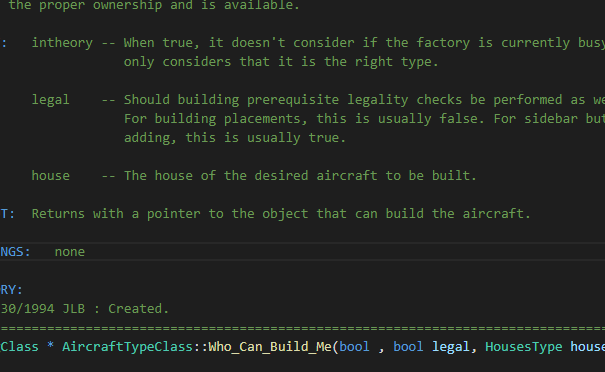 the proper ownership and is available.
: intheory -- When true, it doesn't consider if the factory is currently busy
only considers that it is the right type.
legal -- Should building prerequisite legality checks be performed as we
For building placements, this is usually false. For sidebar but
adding, this is usually true.
house -- The house of the desired aircraft to be built.
T: Returns with a pointer to the object that can build the aircraft.
NGS: none
RY:
30/1994 JLB : Created.
=============================================================================
Class * AircraftTypeClass::Who_Can_Build_Me(bool , bool legal, HousesType house